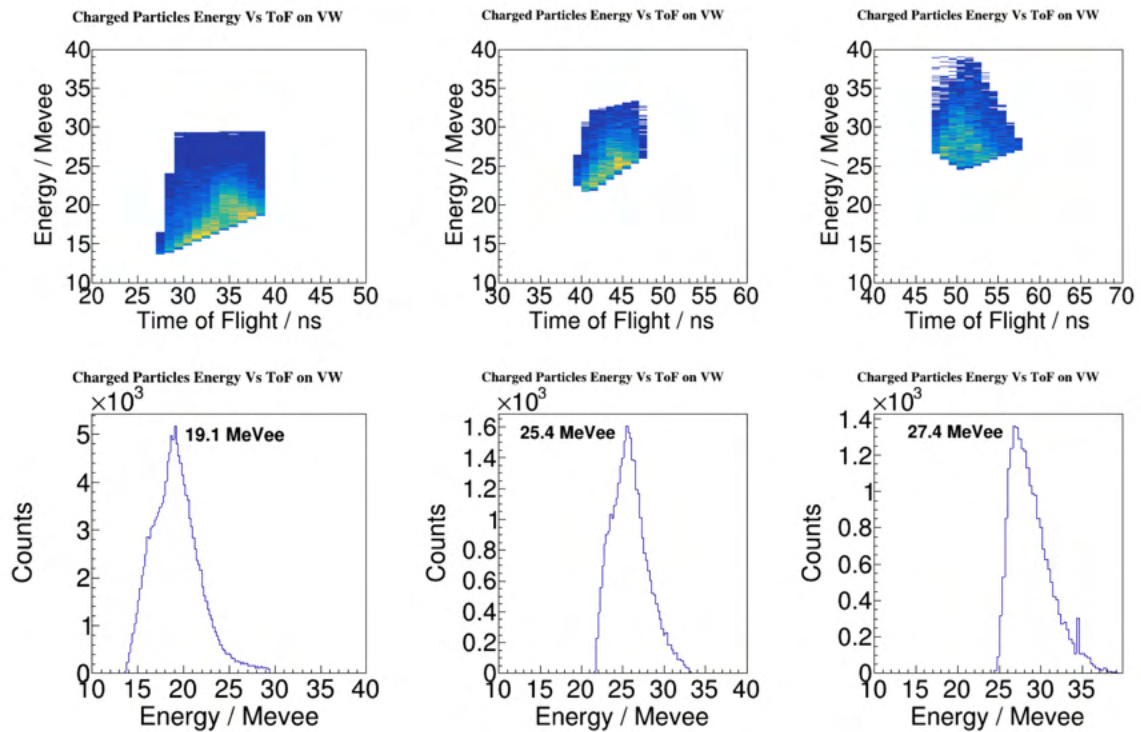 Charged Particles Energy Vs ToF on VW
Energy / Mevee
40
35
30
25
20
15
10
20 25 30 35 40 45 50
Time of Flight / ns
Charged Particles Energy Vs ToF on VW
Energy / Mevee
40
35
30
25
20
15
10
30 35 40 45 50 55 60
Time of Flight / ns
Charged Particles Energy Vs ToF on VW
Energy / Mevee
40
35
30
25
20
15
10
40 45 50 55 60 65 70
Time of Flight / ns
Charged Particles Energy Vs ToF on VW
×10³
19.1 MeVee
Counts
5
4
3
2
1
0
10 15 20 25 30 35 40
Energy / Mevee
Charged Particles Energy Vs ToF on VW
×10³
25.4 MeVee
Counts
1.6
1.4
1.2
1
0.8
0.6
0.4
0.2
0
10 15 20 25 30 35 40
Energy / Mevee
Charged Particles Energy Vs ToF on VW
×10³
27.4 MeVee
Counts
1.4
1.2
1
0.8
0.6
0.4
0.2
0
10 15 20 25 30 35
Energy / Mevee